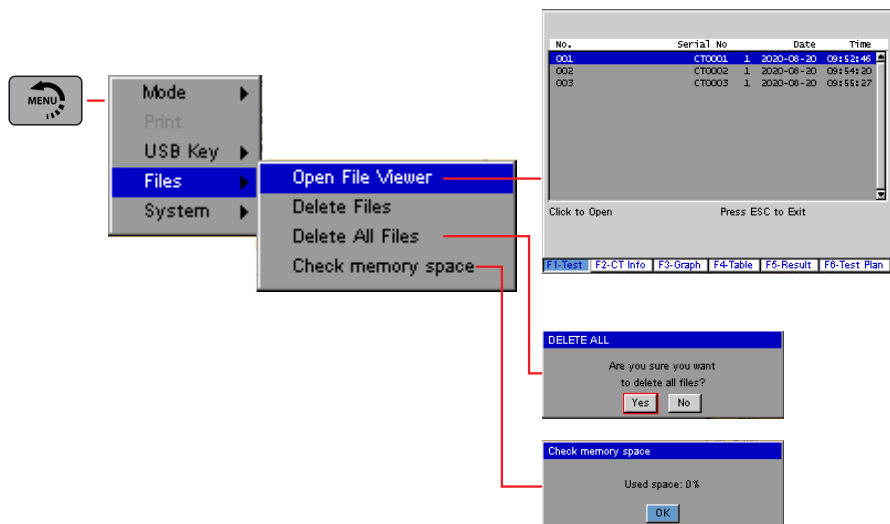 MENU
Mode
Print
USB Key
Files
System
Open File Viewer
Delete Files
Delete All Files
Check memory space
No. Serial No Date Time
001 CT0001 1 2020-08-20 09:52:46
002 CT0002 1 2020-08-20 09:54:20
003 CT0003 1 2020-08-20 09:55:27
Click to Open Press ESC to Exit
F1-Test F2-CT Info F3-Graph F4-Table F5-Result F6-Test Plan
DELETE ALL
Are you sure you want
to delete all files?
Yes No
Check memory space
Used space: 0%
OK